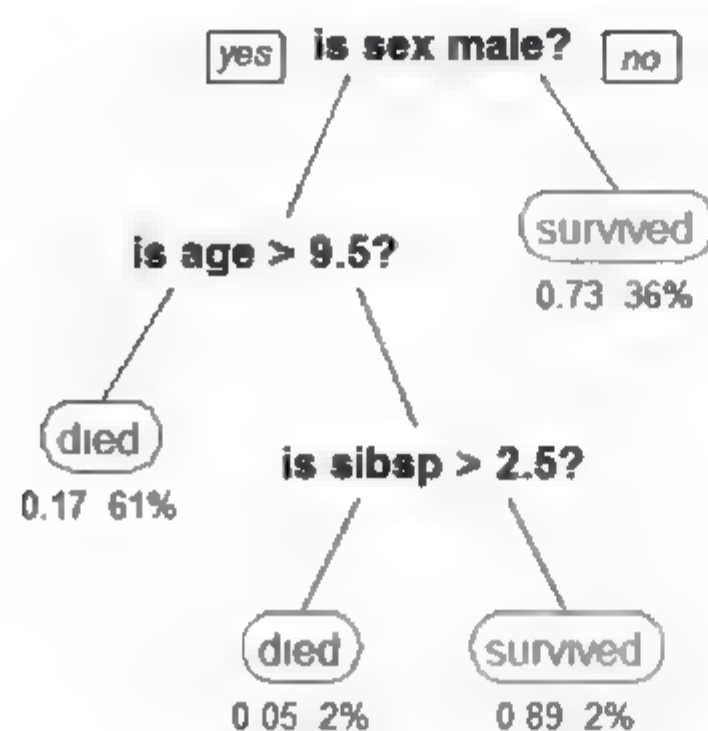 yes is sex male? no
is age > 9.5?
survived
0.73 36%
died
0.17 61%
is sibsp > 2.5?
died survived
0 05 2% 0 89 2%